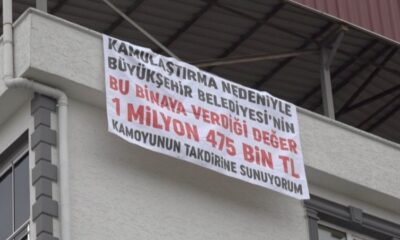 KAMULAŞTIRMA NEDENİYLE
BÜYÜKŞEHİR BELEDİYESİ'NİN
BU BİNAYA VERDİĞİ DEĞER
1 MİLYON 475 BİN TL
KAMOYUNUN TAKDİRİNE SUNUYORUM